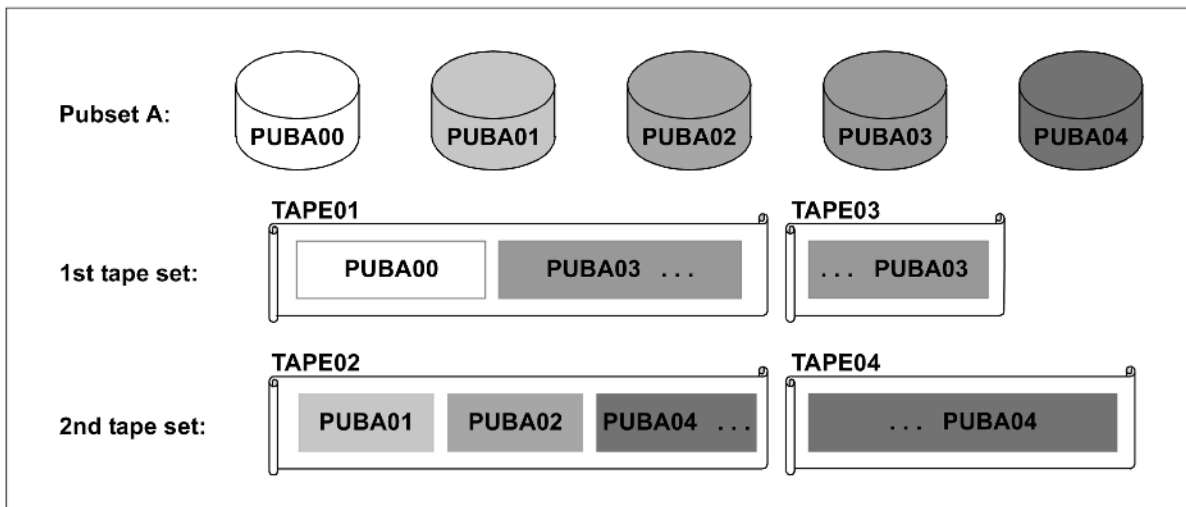 Pubset A:
PUBA00 PUBA01 PUBA02 PUBA03 PUBA04
TAPE01 TAPE03
1st tape set:
PUBA00 PUBA03 ... ... PUBA03
TAPE02 TAPE04
2nd tape set:
PUBA01 PUBA02 PUBA04 ... ... PUBA04